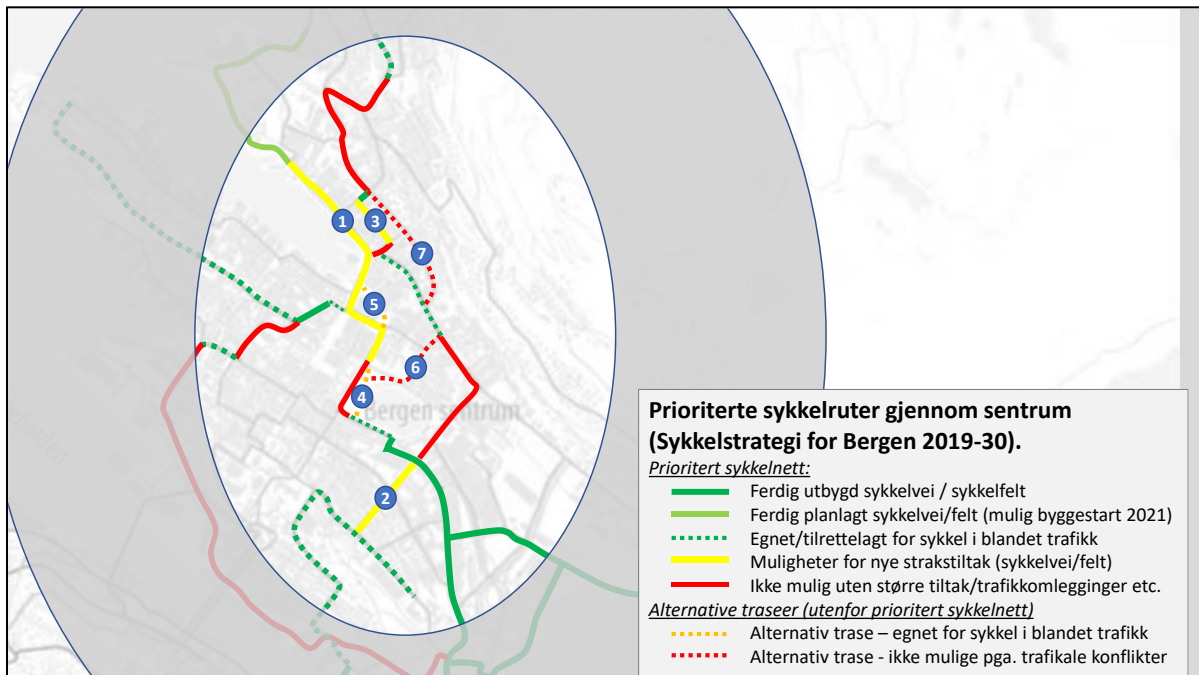 1
3
7
5
6
4
Bergen sentrum
2
Prioriterte sykkelruter gjennom sentrum
(Sykkelstrategi for Bergen 2019-30).
Prioritert sykkelnett:
Ferdig utbygd sykkelvei / sykkelfelt
Ferdig planlagt sykkelvei/felt (mulig byggestart 2021)
Egnet/tilrettelagt for sykkel i blandet trafikk
Muligheter for nye strakstiltak (sykkelvei/felt)
Ikke mulig uten større tiltak/trafikkomlegginger etc.
Alternative traseer (utenfor prioritert sykkelnett)
Alternativ trase – egnet for sykkel i blandet trafikk
Alternativ trase - ikke mulige pga. trafikale konflikter